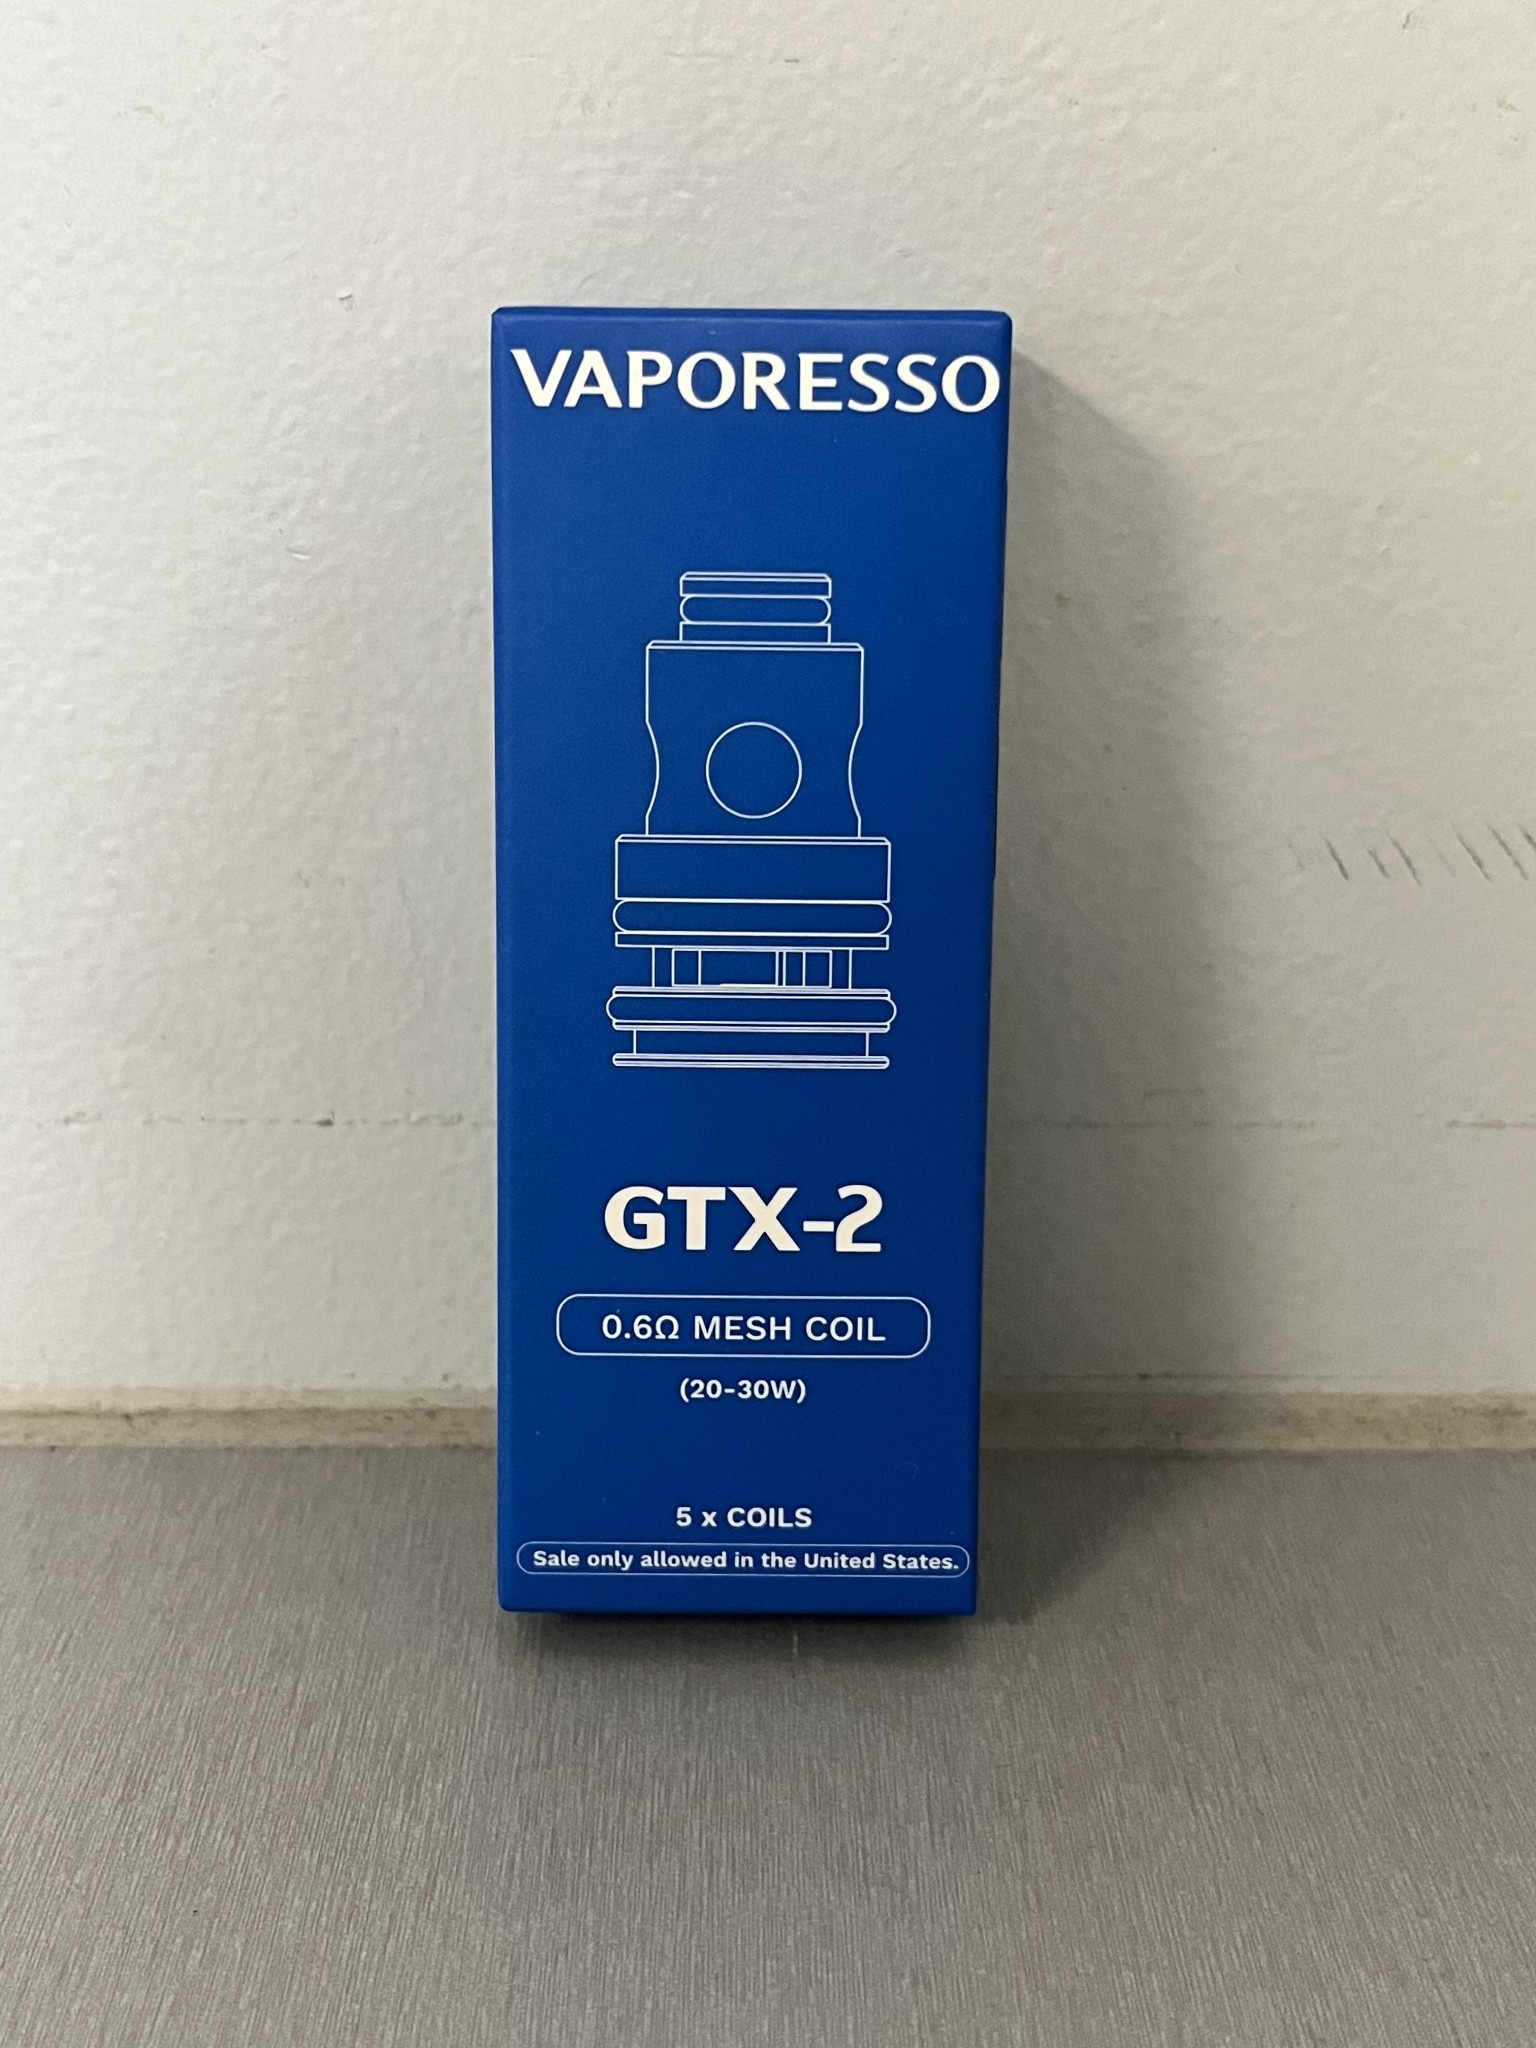 VAPORESSO
GTX-2
0.6Ω MESH COIL
(20-30W)
5 x COILS
Sale only allowed in the United States.